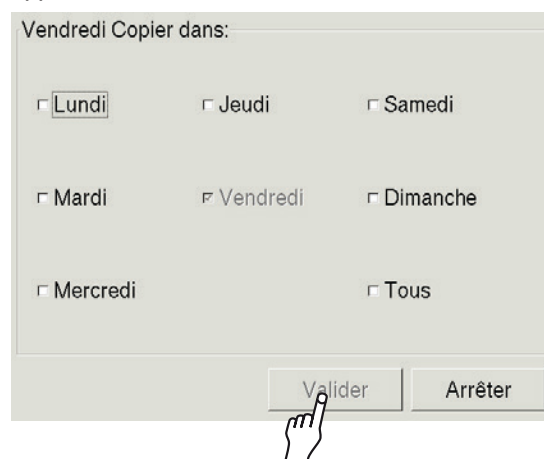 Vendredi Copier dans:
Lundi Jeudi Samedi
Mardi Vendredi Dimanche
Mercredi Tous
Valider Arrêter